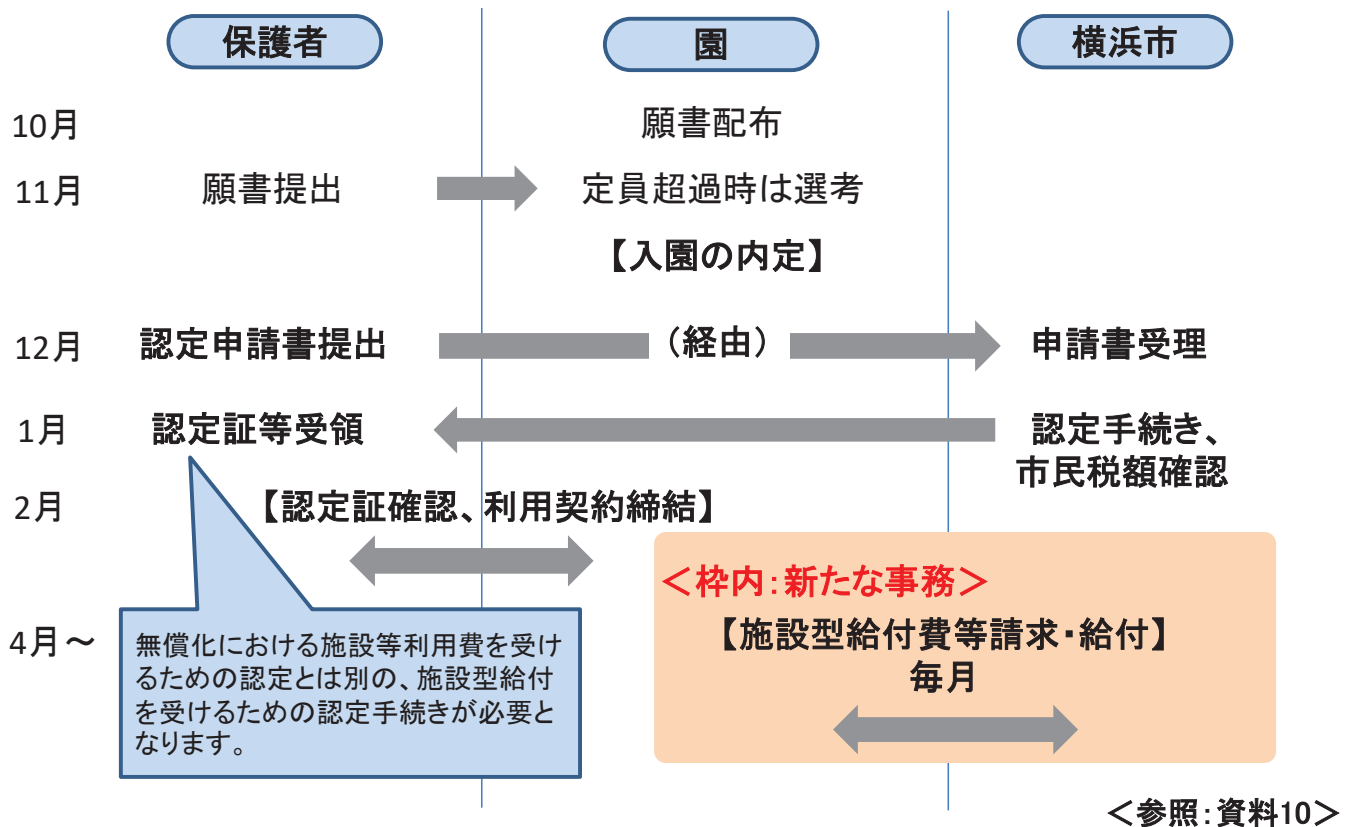 保護者
園
横浜市
10月
願書配布
11月
願書提出
定員超過時は選考
【入園の内定】
12月
認定申請書提出
（経由）
申請書受理
1月
認定証等受領
認定手続き、
市民税額確認
2月
【認定証確認、利用契約締結】
＜枠内：新たな事務＞
4月～
【施設型給付費等請求・給付】
毎月
無償化における施設等利用費を受け
るための認定とは別の、施設型給付
を受けるための認定手続きが必要と
なります。
＜参照：資料10＞